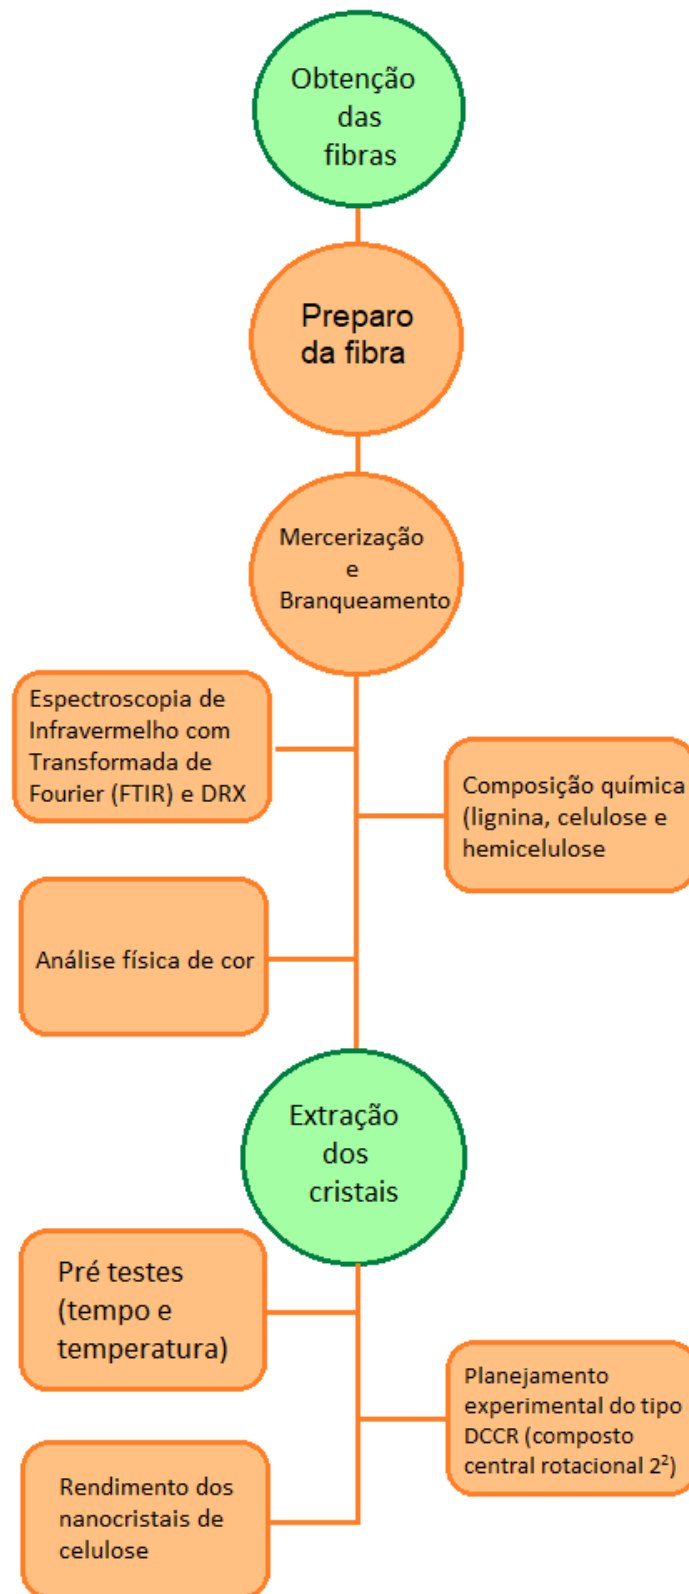 Obtenção
das
fibras
Preparo
da fibra
Mercerização
e
Branqueamento
Espectroscopia de
Infravermelho com
Transformada de
Fourier (FTIR) e DRX
Composição química
(lignina, celulose e
hemicelulose
Análise física de cor
Extração
dos
cristais
Pré testes
(tempo e
temperatura)
Planejamento
experimental do tipo
DCCR (composto
central rotacional 2²)
Rendimento dos
nanocristais de
celulose